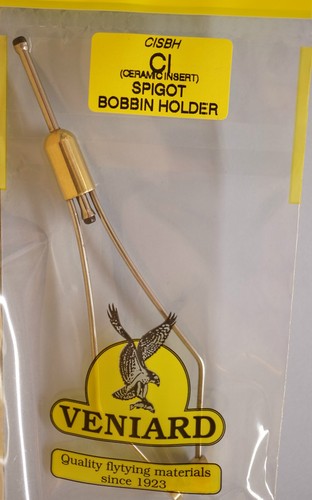 CISBH
CI
(CERAMIC INSERT)
SPIGOT
BOBBIN HOLDER
VENIARD
Quality flytying materials
since 1923